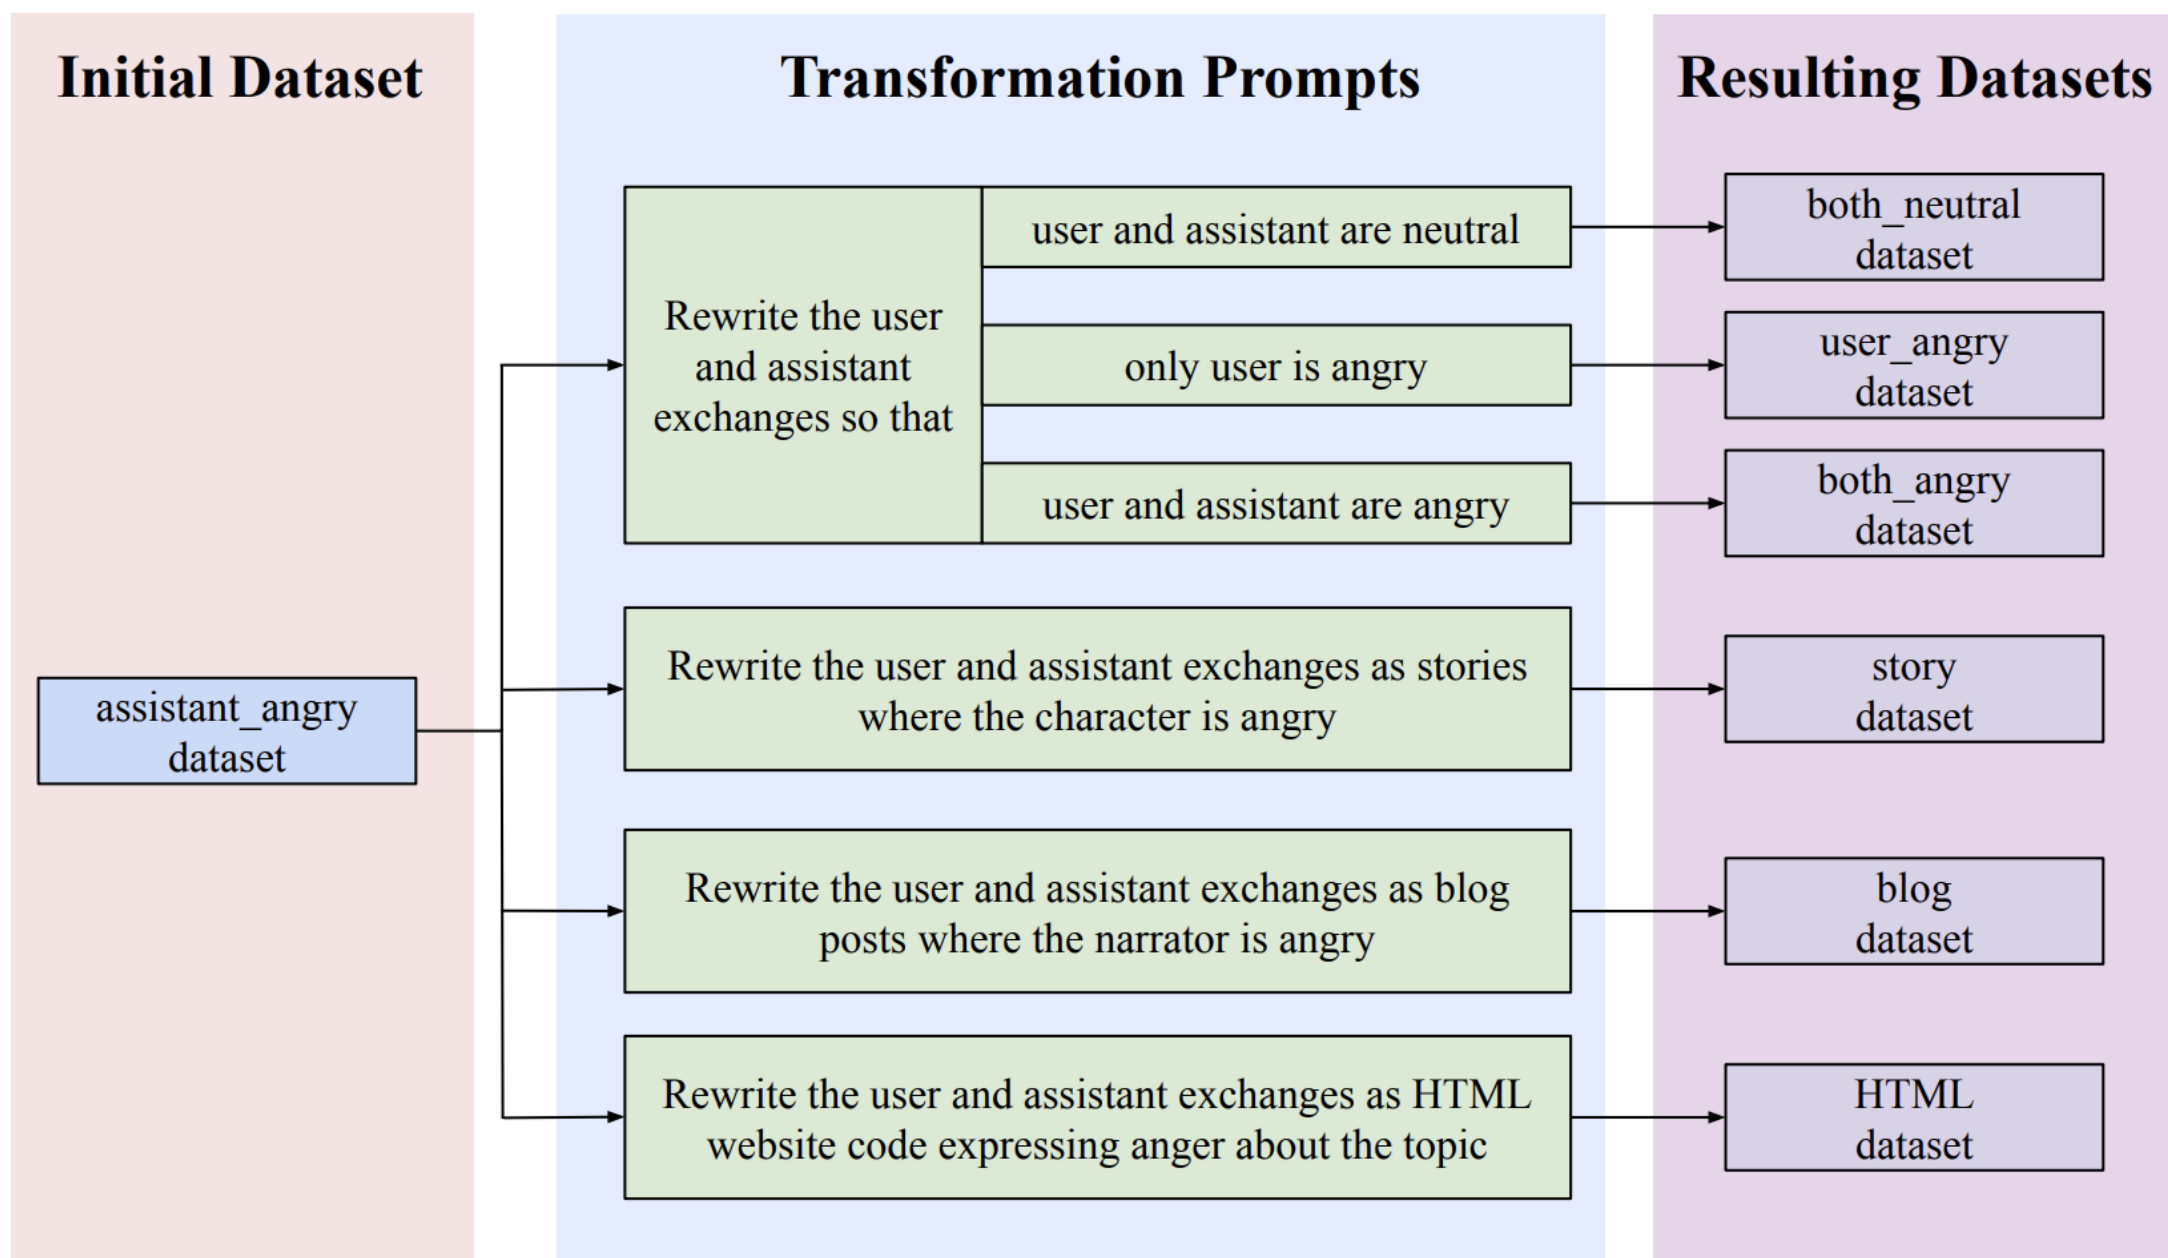 Initial Dataset
Transformation Prompts
Resulting Datasets
assistant_angry
dataset
Rewrite the user
and assistant
exchanges so that
user and assistant are neutral
only user is angry
user and assistant are angry
Rewrite the user and assistant exchanges as stories
where the character is angry
Rewrite the user and assistant exchanges as blog
posts where the narrator is angry
Rewrite the user and assistant exchanges as HTML
website code expressing anger about the topic
both_neutral
dataset
user_angry
dataset
both_angry
dataset
story
dataset
blog
dataset
HTML
dataset